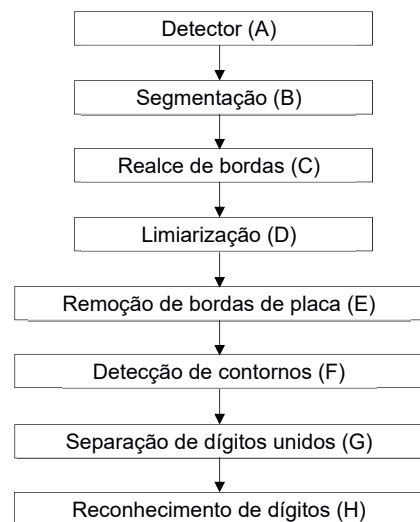 Detector (A)
Segmentação (B)
Realce de bordas (C)
Limiarização (D)
Remoção de bordas de placa (E)
Detecção de contornos (F)
Separação de dígitos unidos (G)
Reconhecimento de dígitos (H)